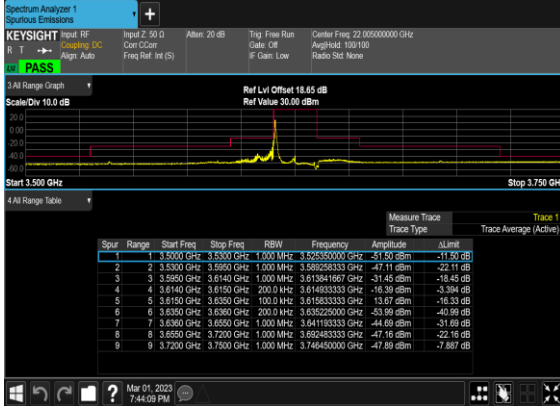 Spectrum Analyzer 1
Spurious Emissions
+
KEYSIGHT Input: RF Input Z: 50 Ω Atten: 20 dB Trig: Free Run Center Freq: 22.005000000 GHz
R T Coupling: DC Corr CCorr Gate: Off Avg|Hold: 100/100
Align: Auto Freq Ref: Int (S) IF Gain: Low Radio Std: None
PASS
3 All Range Graph
Ref Lvl Offset 18.65 dB
Scale/Div 10.0 dB Ref Value 30.00 dBm
20.0
0.00
-20.0
-40.0
-60.0
Start 3.500 GHz Stop 3.750 GH
4 All Range Table
Measure Trace Trace 1
Trace Type Trace Average (Active)
Spur Range Start Freq Stop Freq RBW Frequency Amplitude ΔLimit
1 1 3.5000 GHz 3.5300 GHz 1.000 MHz 3.525350000 GHz -51.50 dBm -11.50 dB
2 2 3.5300 GHz 3.5950 GHz 1.000 MHz 3.589258333 GHz -47.11 dBm -22.11 dB
3 3 3.5950 GHz 3.6140 GHz 1.000 MHz 3.613841667 GHz -31.45 dBm -18.45 dB
4 4 3.6140 GHz 3.6150 GHz 200.0 kHz 3.614933333 GHz -16.39 dBm -3.394 dB
5 5 3.6150 GHz 3.6350 GHz 100.0 kHz 3.615833333 GHz 13.67 dBm -16.33 dB
6 6 3.6350 GHz 3.6360 GHz 200.0 kHz 3.635225000 GHz -53.99 dBm -40.99 dB
7 7 3.6360 GHz 3.6550 GHz 1.000 MHz 3.641193333 GHz -44.69 dBm -31.69 dB
8 8 3.6550 GHz 3.7200 GHz 1.000 MHz 3.692483333 GHz -47.16 dBm -22.16 dB
9 9 3.7200 GHz 3.7500 GHz 1.000 MHz 3.746450000 GHz -47.89 dBm -7.887 dB
? Mar 01, 2023
7:44:09 PM